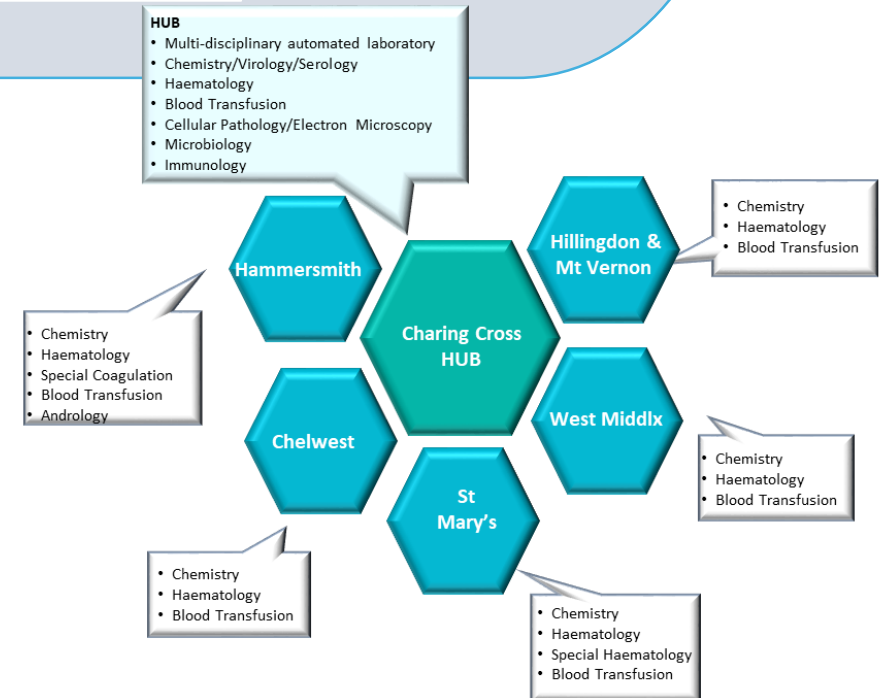 HUB
• Multi-disciplinary automated laboratory
• Chemistry/Virology/Serology
• Haematology
• Blood Transfusion
• Cellular Pathology/Electron Microscopy
• Microbiology
• Immunology
Hammersmith
Hillingdon &
Mt Vernon
• Chemistry
• Haematology
• Blood Transfusion
Charing Cross
HUB
• Chemistry
• Haematology
• Special Coagulation
• Blood Transfusion
• Andrology
Chelwest
West Middlx
• Chemistry
• Haematology
• Blood Transfusion
St
Mary’s
• Chemistry
• Haematology
• Blood Transfusion
• Chemistry
• Haematology
• Special Haematology
• Blood Transfusion